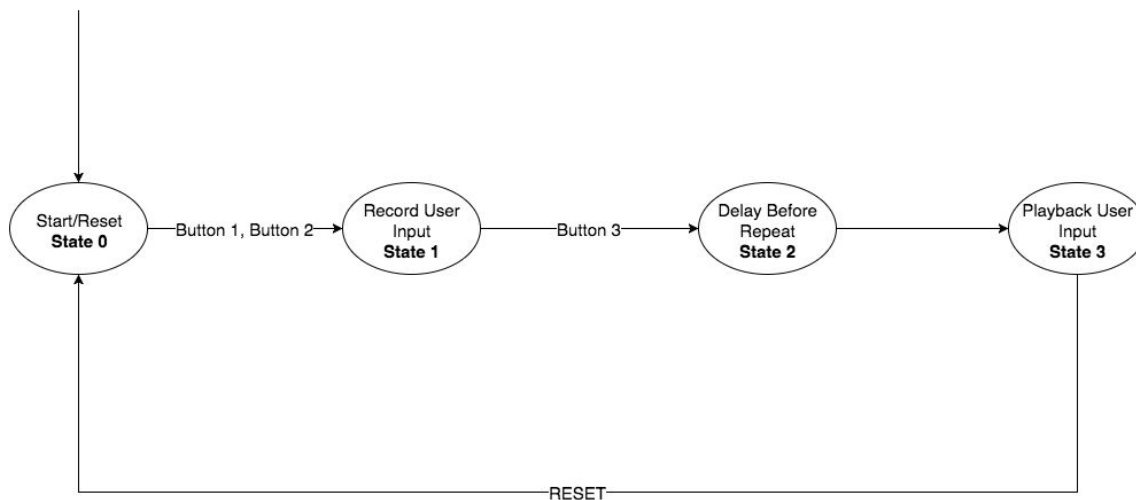 Start/Reset
State 0
Button 1, Button 2
Record User
Input
State 1
Button 3
Delay Before
Repeat
State 2
Playback User
Input
State 3
RESET